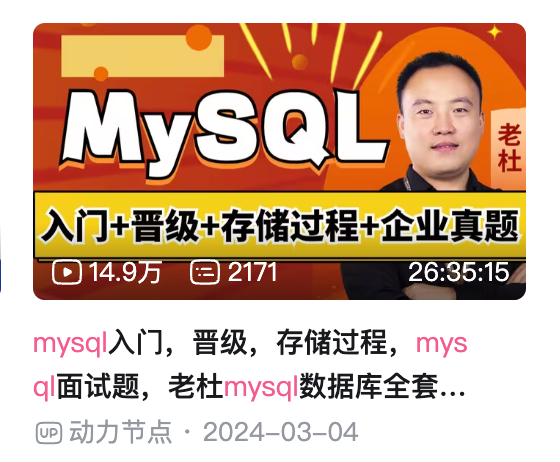 MySQL
老杜
入门+晋级+存储过程+企业真题
14.9万 2171 26:35:15
mysql入门，晋级，存储过程，mys
ql面试题，老杜mysql数据库全套...
UP 动力节点 · 2024-03-04